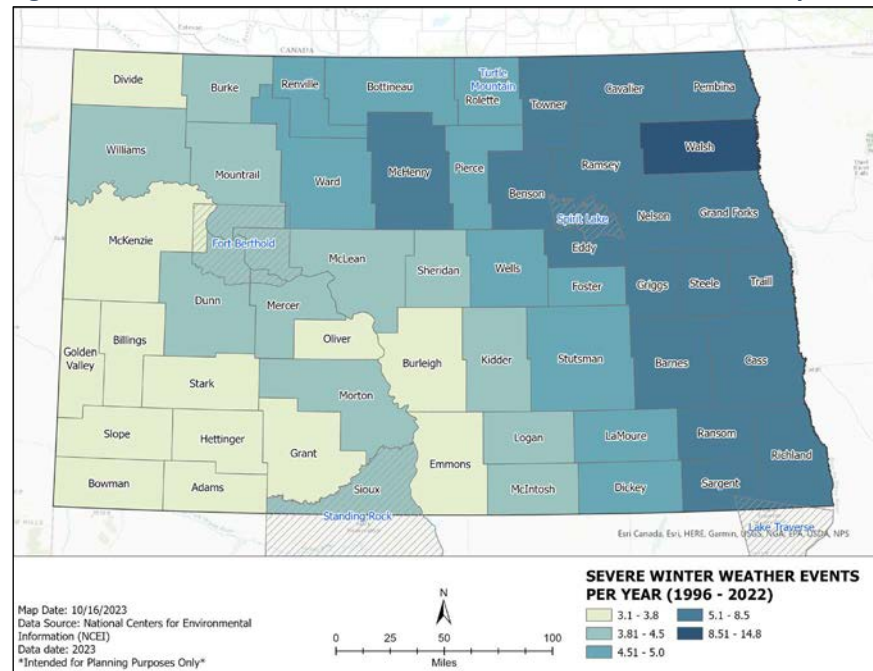 CANADA
Divide
Burke
Renville
Bottineau
Turtle
Mountain
Rolette
Towner
Cavalier
Pembina
Williams
Mountrail
Ward
McHenry
Pierce
Ramsey
Walsh
Benson
Spirit Lake
Nelson
Grand Forks
McKenzie
Fort Berthold
McLean
Sheridan
Wells
Eddy
Foster
Griggs
Steele
Traill
Dunn
Mercer
Oliver
Golden
Valley
Billings
Burleigh
Kidder
Stutsman
Barnes
Cass
Stark
Morton
Slope
Hettinger
Grant
Emmons
Logan
LaMoure
Ransom
Richland
Bowman
Adams
Sioux
McIntosh
Dickey
Sargent
Standing Rock
Lake Traverse
Esri Canada, Esri, HERE, Garmin, USGS, NGA, EPA, USDA, NPS
Map Date: 10/16/2023
Data Source: National Centers for Environmental
Information (NCEI)
Data date: 2023
*Intended for Planning Purposes Only*
N
0 25 50 100
Miles
SEVERE WINTER WEATHER EVENTS
PER YEAR (1996 - 2022)
3.1 - 3.8
5.1 - 8.5
3.81 - 4.5
8.51 - 14.8
4.51 - 5.0